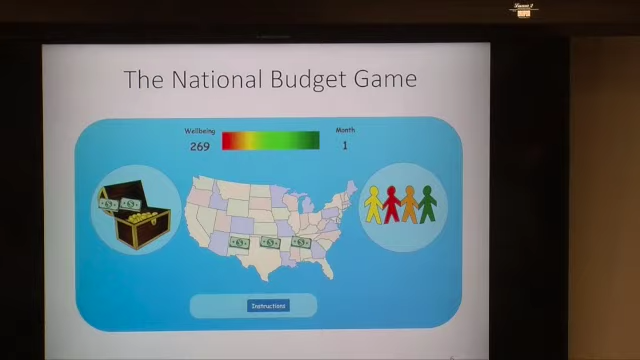 The National Budget Game
Wellbeing
269
Month
1
Instructions